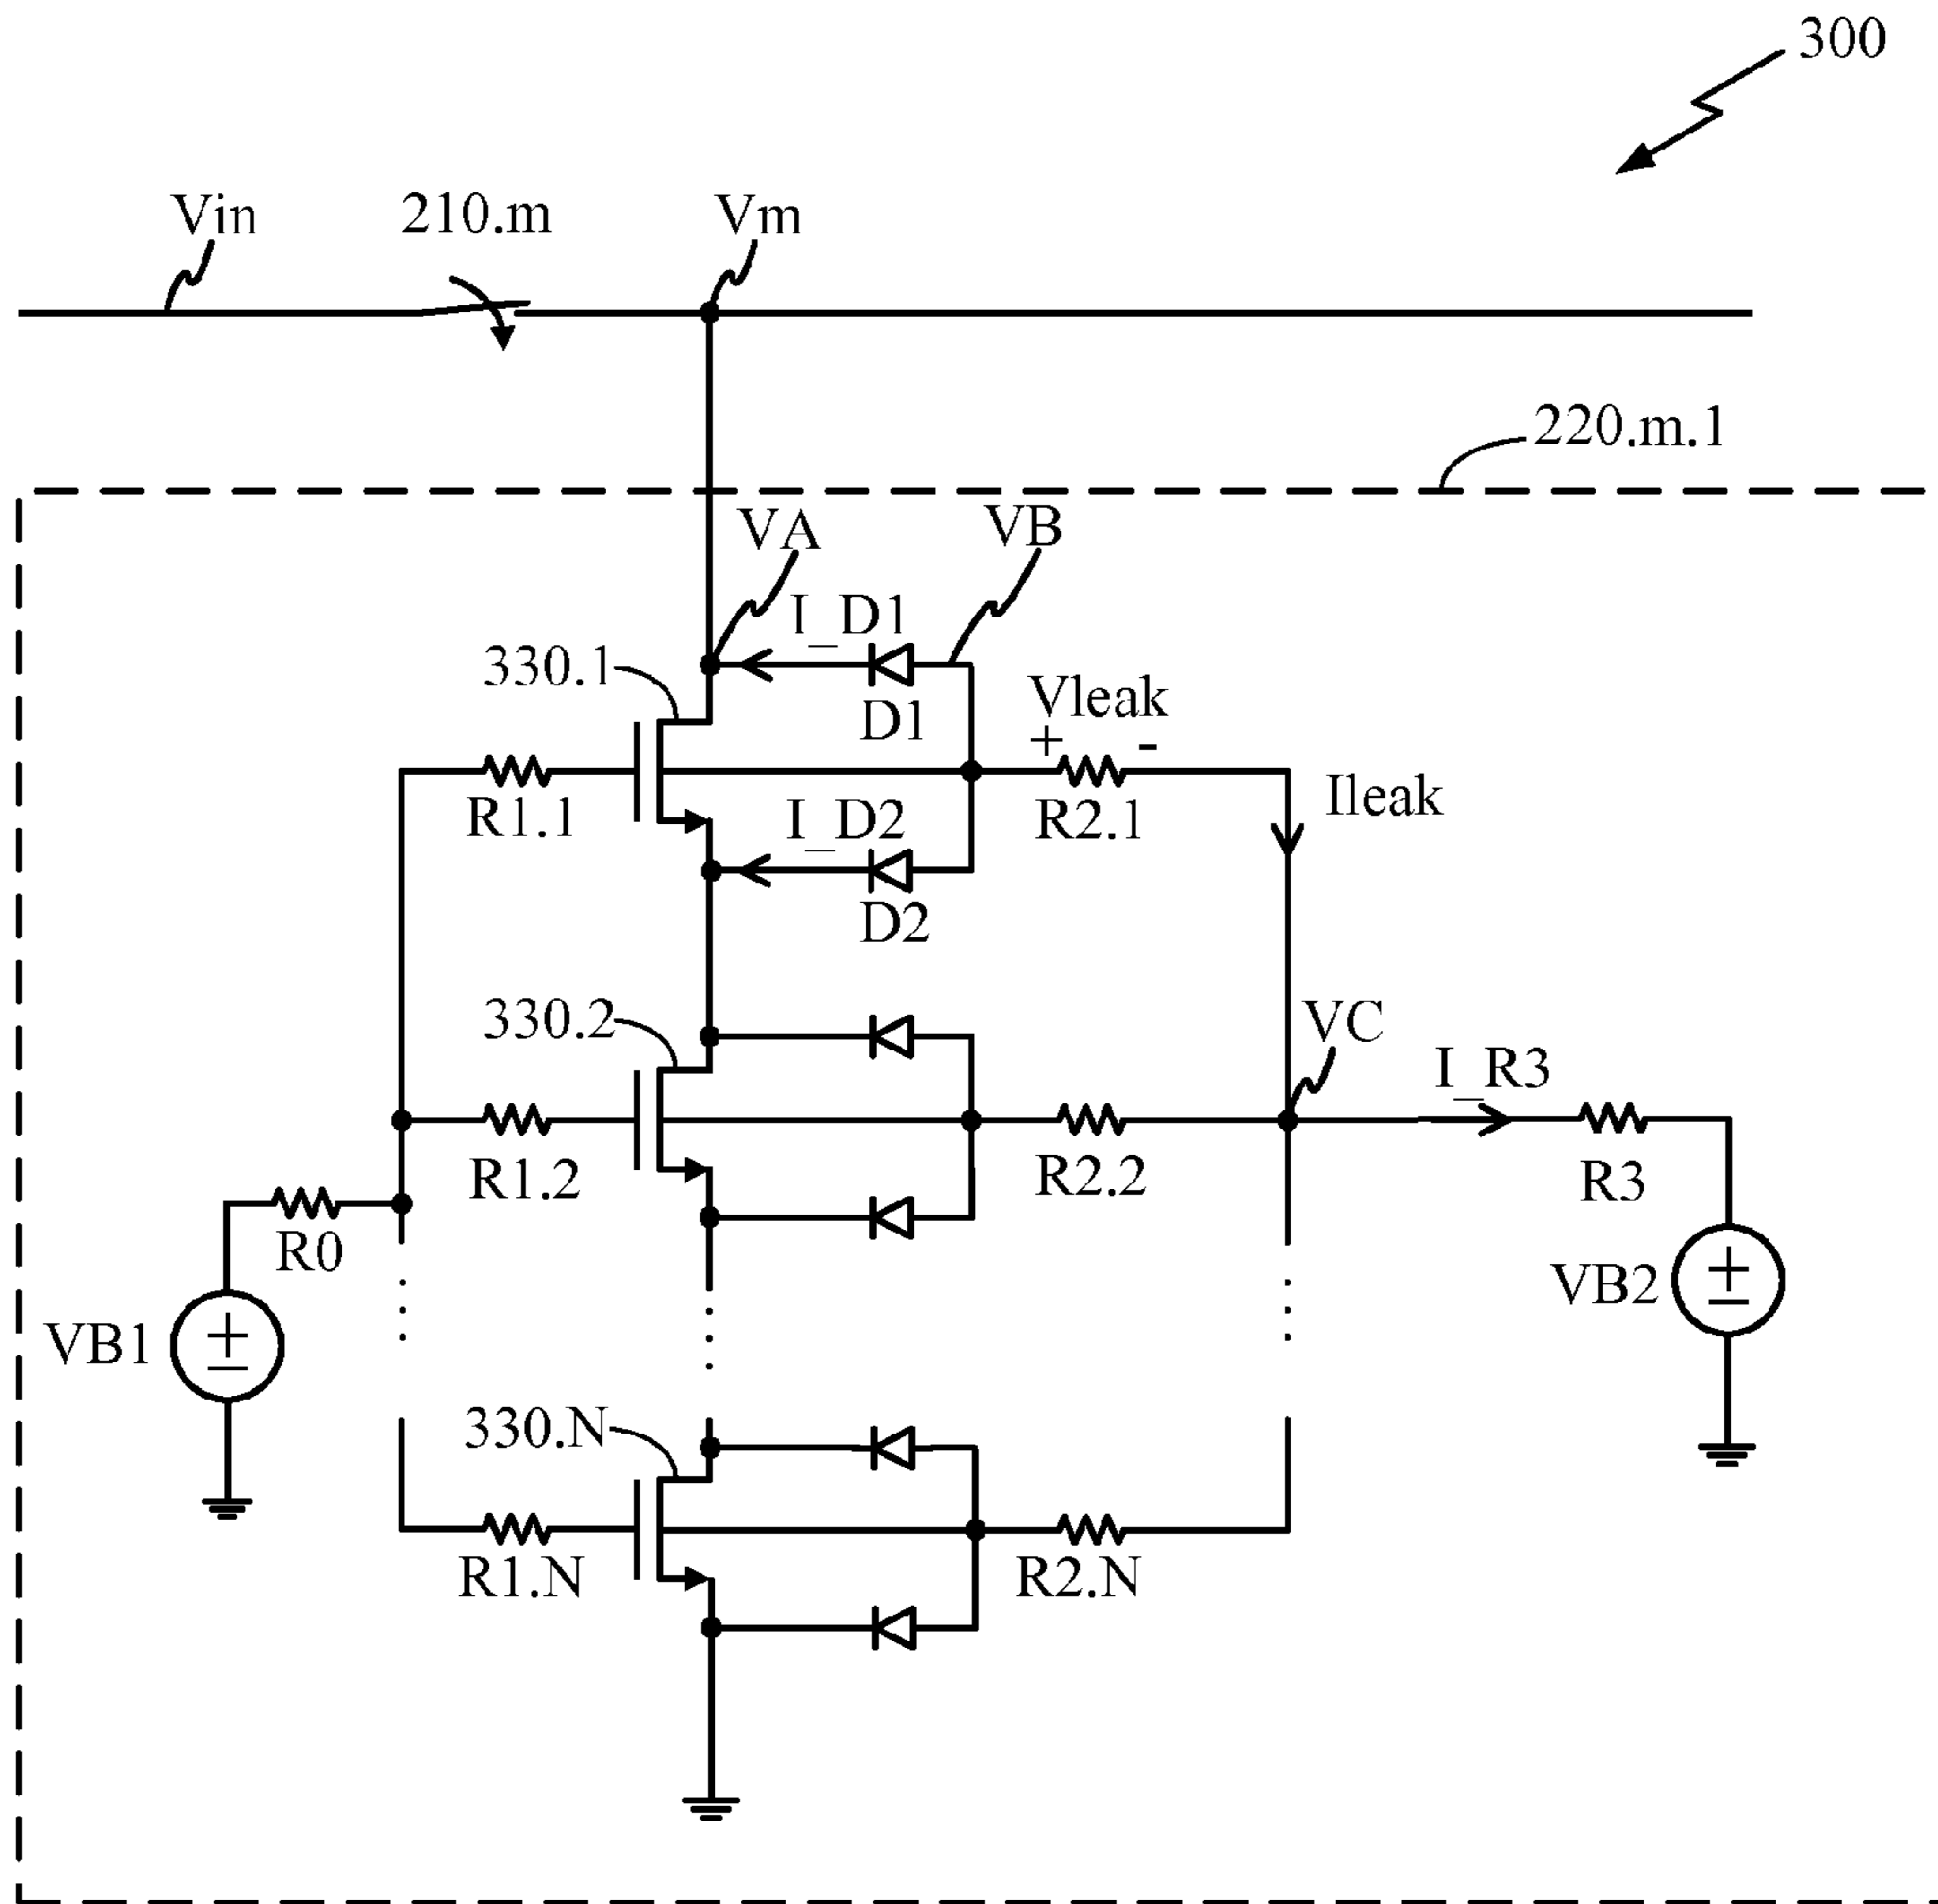 300
Vin
210.m
Vm
220.m.1
VA
VB
I_D1
330.1
D1
Vleak
+ -
R1.1
I_D2
R2.1
Ileak
D2
330.2
VC
I_R3
R1.2
R2.2
R3
R0
VB1
VB2
330.N
R1.N
R2.N